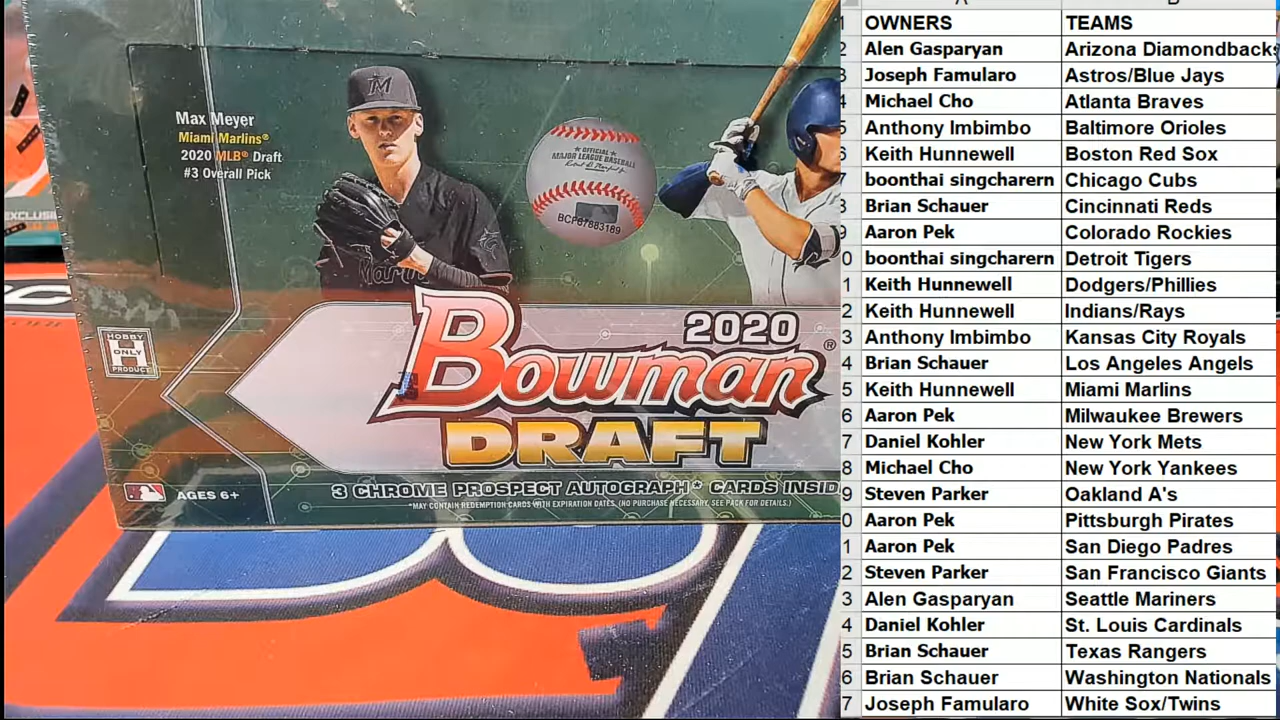 Max Meyer
Miami Marlins®
2020 MLB® Draft
#3 Overall Pick
OFFICIAL
MAJOR LEAGUE BASEBALL
BCP67883189
M
Marlins
HOBBY
H
ONLY
PRODUCT
2020
Bowman®
DRAFT
AGES 6+
3 CHROME PROSPECT AUTOGRAPH* CARDS INSID
*MAY CONTAIN REDEMPTION CARDS WITH EXPIRATION DATES. (NO PURCHASE NECESSARY, SEE PACK FOR DETAILS.)
EXCLUSI
1 OWNERS TEAMS
2 Alen Gasparyan Arizona Diamondbacks
3 Joseph Famularo Astros/Blue Jays
4 Michael Cho Atlanta Braves
5 Anthony Imbimbo Baltimore Orioles
6 Keith Hunnewell Boston Red Sox
7 boonthai singcharern Chicago Cubs
8 Brian Schauer Cincinnati Reds
9 Aaron Pek Colorado Rockies
0 boonthai singcharern Detroit Tigers
1 Keith Hunnewell Dodgers/Phillies
2 Keith Hunnewell Indians/Rays
3 Anthony Imbimbo Kansas City Royals
4 Brian Schauer Los Angeles Angels
5 Keith Hunnewell Miami Marlins
6 Aaron Pek Milwaukee Brewers
7 Daniel Kohler New York Mets
8 Michael Cho New York Yankees
9 Steven Parker Oakland A's
0 Aaron Pek Pittsburgh Pirates
1 Aaron Pek San Diego Padres
2 Steven Parker San Francisco Giants
3 Alen Gasparyan Seattle Mariners
4 Daniel Kohler St. Louis Cardinals
5 Brian Schauer Texas Rangers
6 Brian Schauer Washington Nationals
7 Joseph Famularo White Sox/Twins